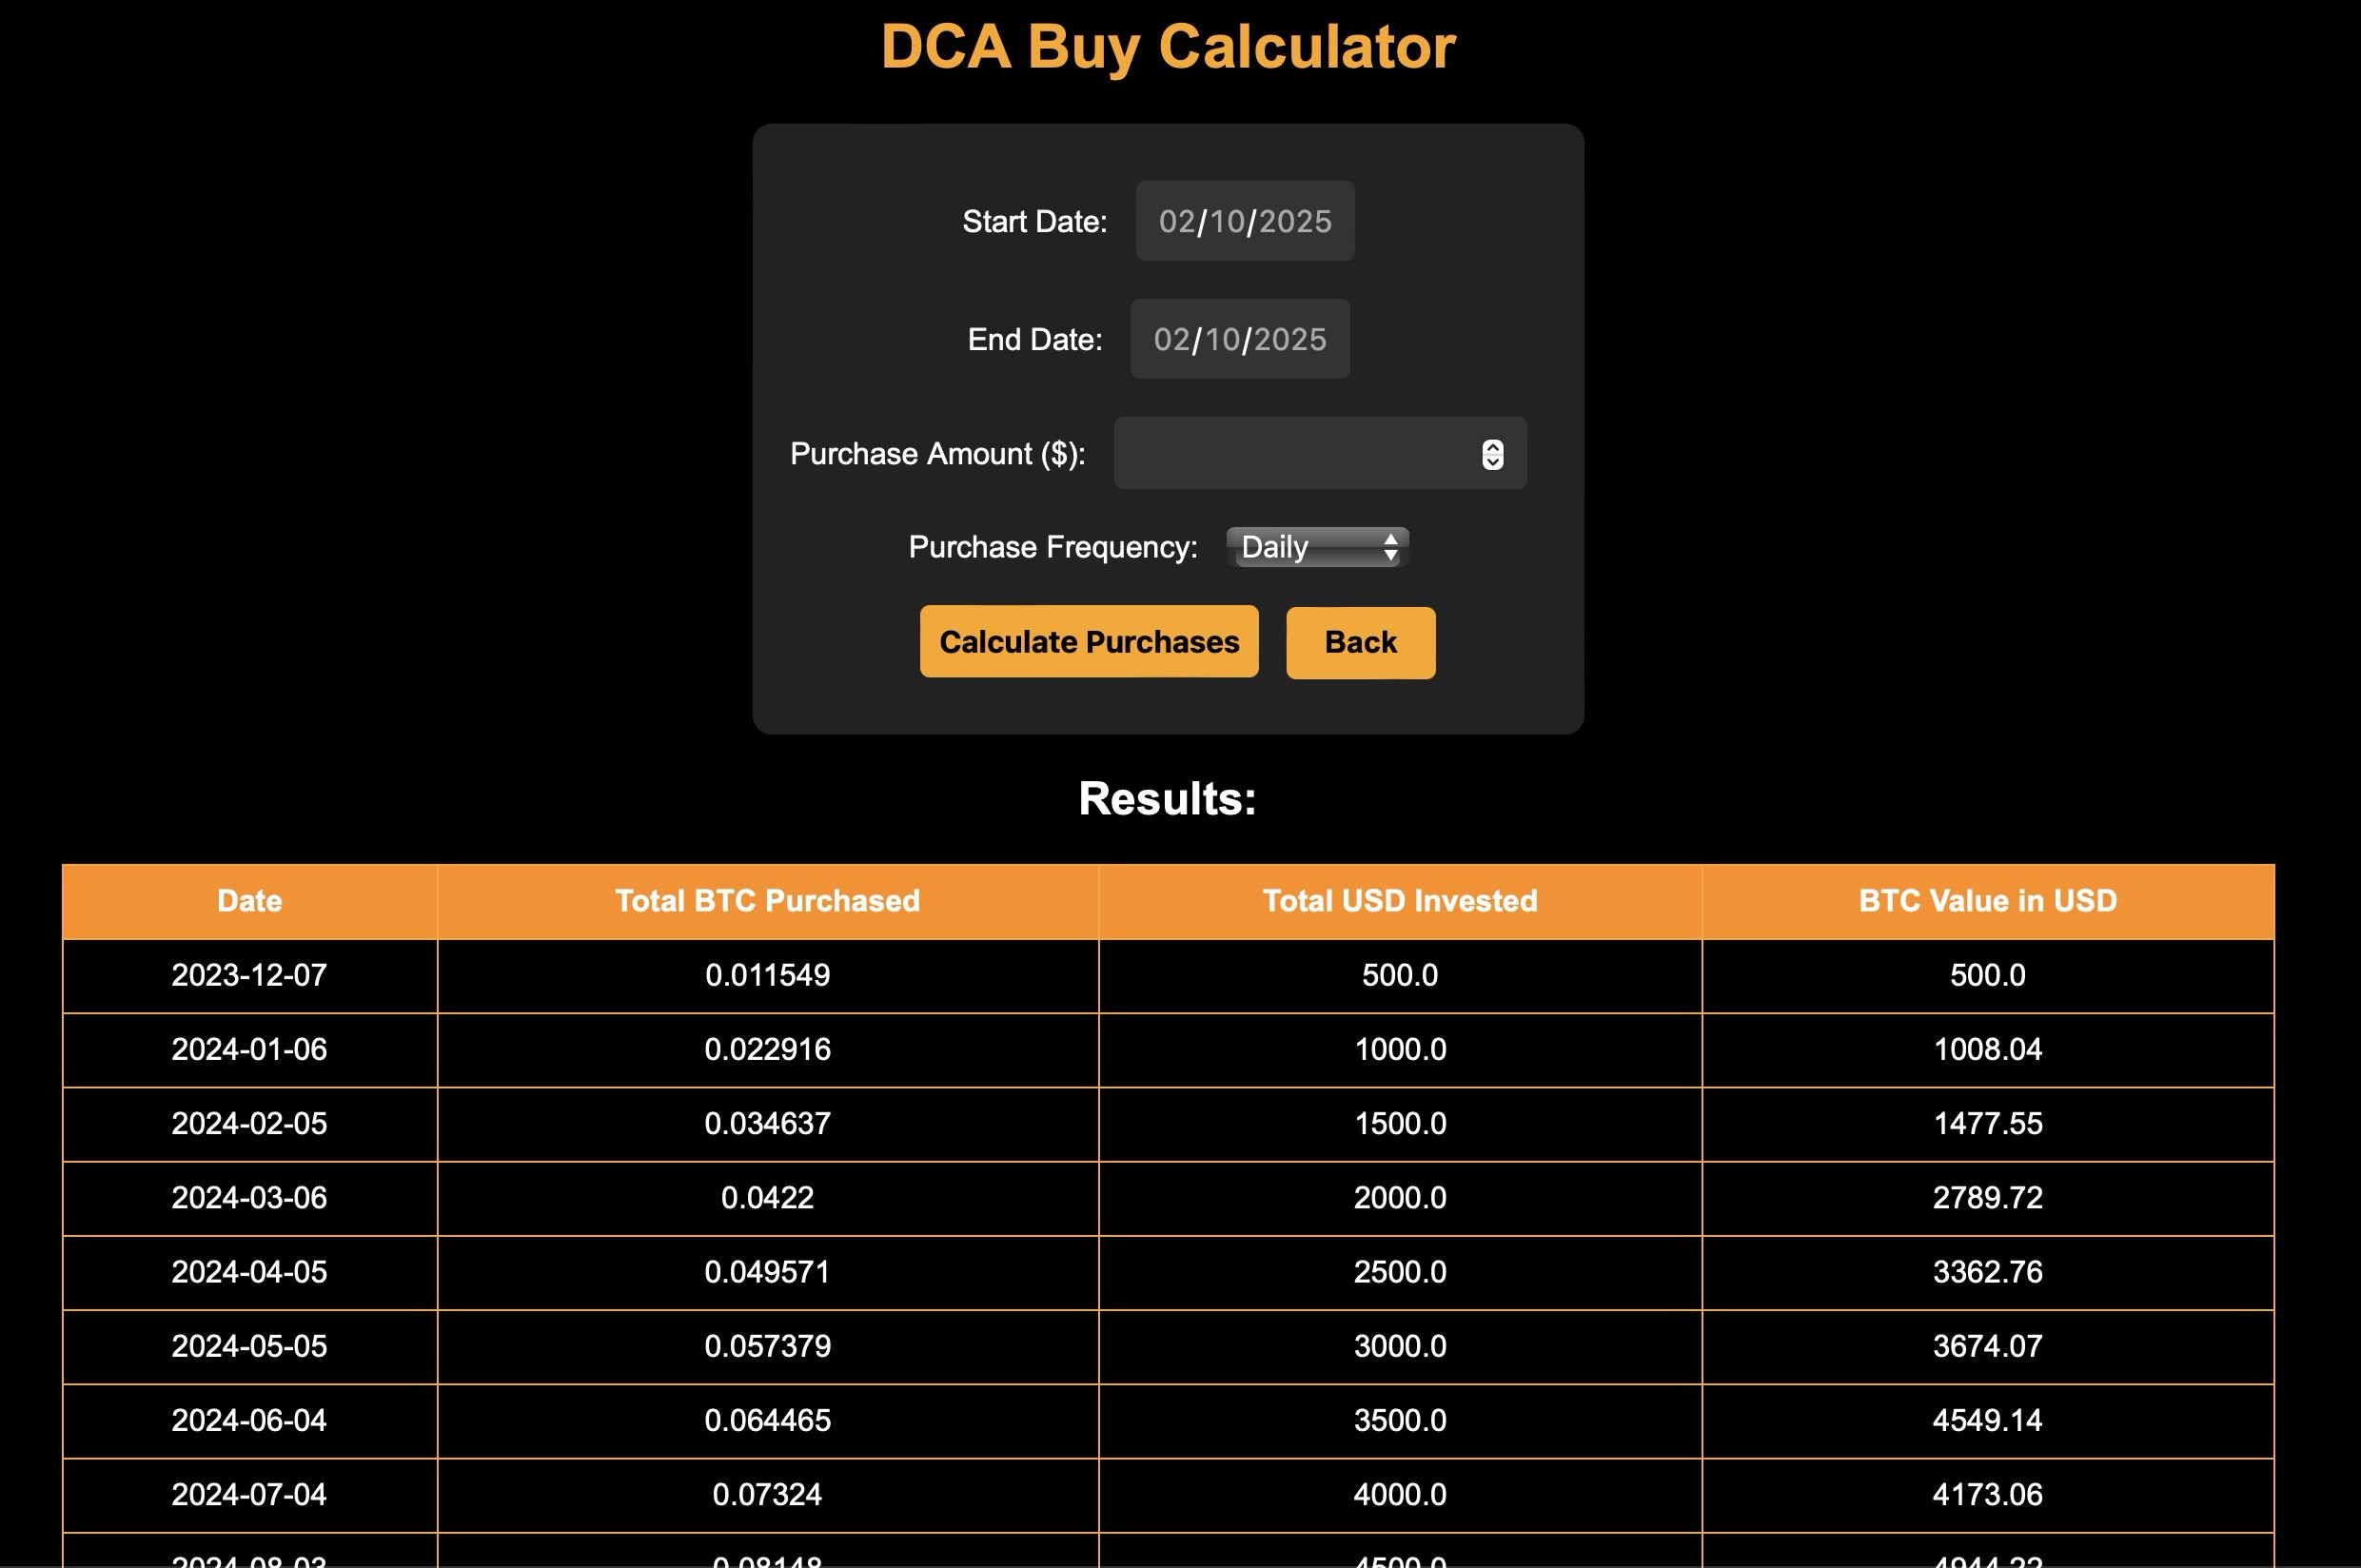 DCA Buy Calculator
Start Date: 02/10/2025
End Date: 02/10/2025
Purchase Amount ($):
Purchase Frequency: Daily
Calculate Purchases Back
Results:
Date Total BTC Purchased Total USD Invested BTC Value in USD
2023-12-07 0.011549 500.0 500.0
2024-01-06 0.022916 1000.0 1008.04
2024-02-05 0.034637 1500.0 1477.55
2024-03-06 0.0422 2000.0 2789.72
2024-04-05 0.049571 2500.0 3362.76
2024-05-05 0.057379 3000.0 3674.07
2024-06-04 0.064465 3500.0 4549.14
2024-07-04 0.07324 4000.0 4173.06
2024-08-03 0.08148 4500.0 4944.22